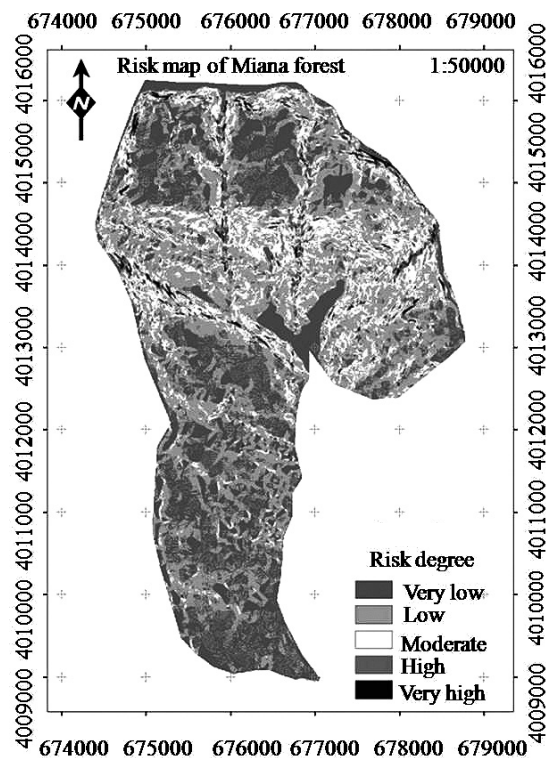 674000 675000 676000 677000 678000 679000
Risk map of Miana forest 1:50000
N
4016000 4016000
4015000 4015000
4014000 4014000
4013000 4013000
4012000 4012000
4011000 4011000
4010000 4010000
4009000 4009000
Risk degree
Very low
Low
Moderate
High
Very high
674000 675000 676000 677000 678000 679000